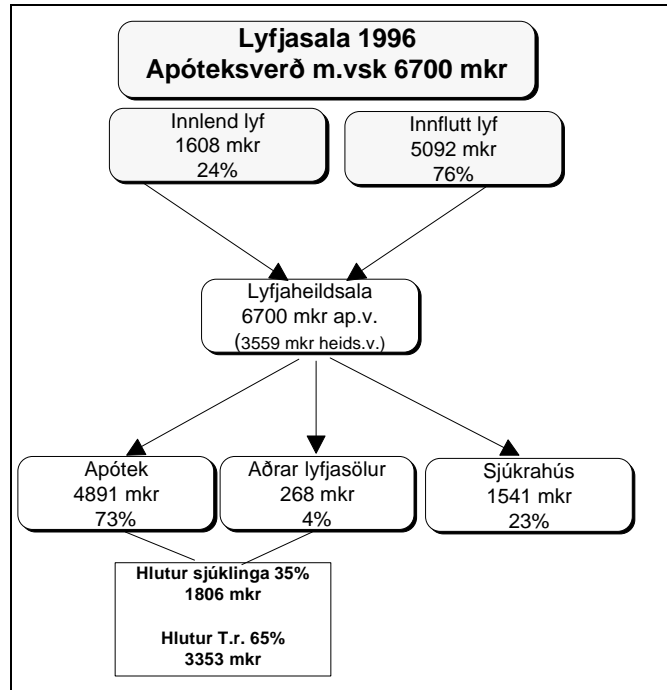 Lyfjasala 1996
Apóteksverð m.vsk 6700 mkr
Innlend lyf
1608 mkr
24%
Innflutt lyf
5092 mkr
76%
Lyfjaheildsala
6700 mkr ap.v.
(3559 mkr heids.v.)
Apótek
4891 mkr
73%
Aðrar lyfjasölur
268 mkr
4%
Sjúkrahús
1541 mkr
23%
Hlutur sjúklinga 35%
1806 mkr
Hlutur T.r. 65%
3353 mkr